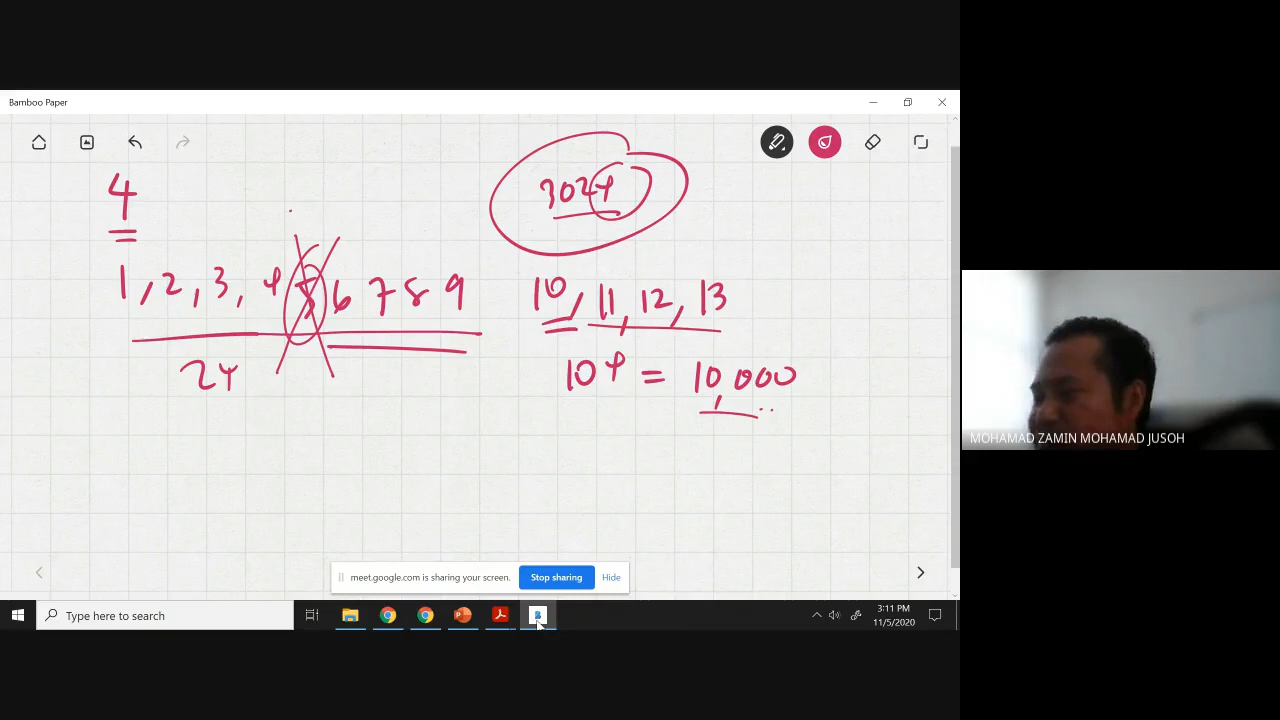 Bamboo Paper
4
3024
1, 2, 3, 4 5 6 7 8 9
10, 11, 12, 13
24
10⁴ = 10,000
MOHAMAD ZAMIN MOHAMAD JUSOH
meet.google.com is sharing your screen. Stop sharing Hide
Type here to search
3:11 PM
11/5/2020